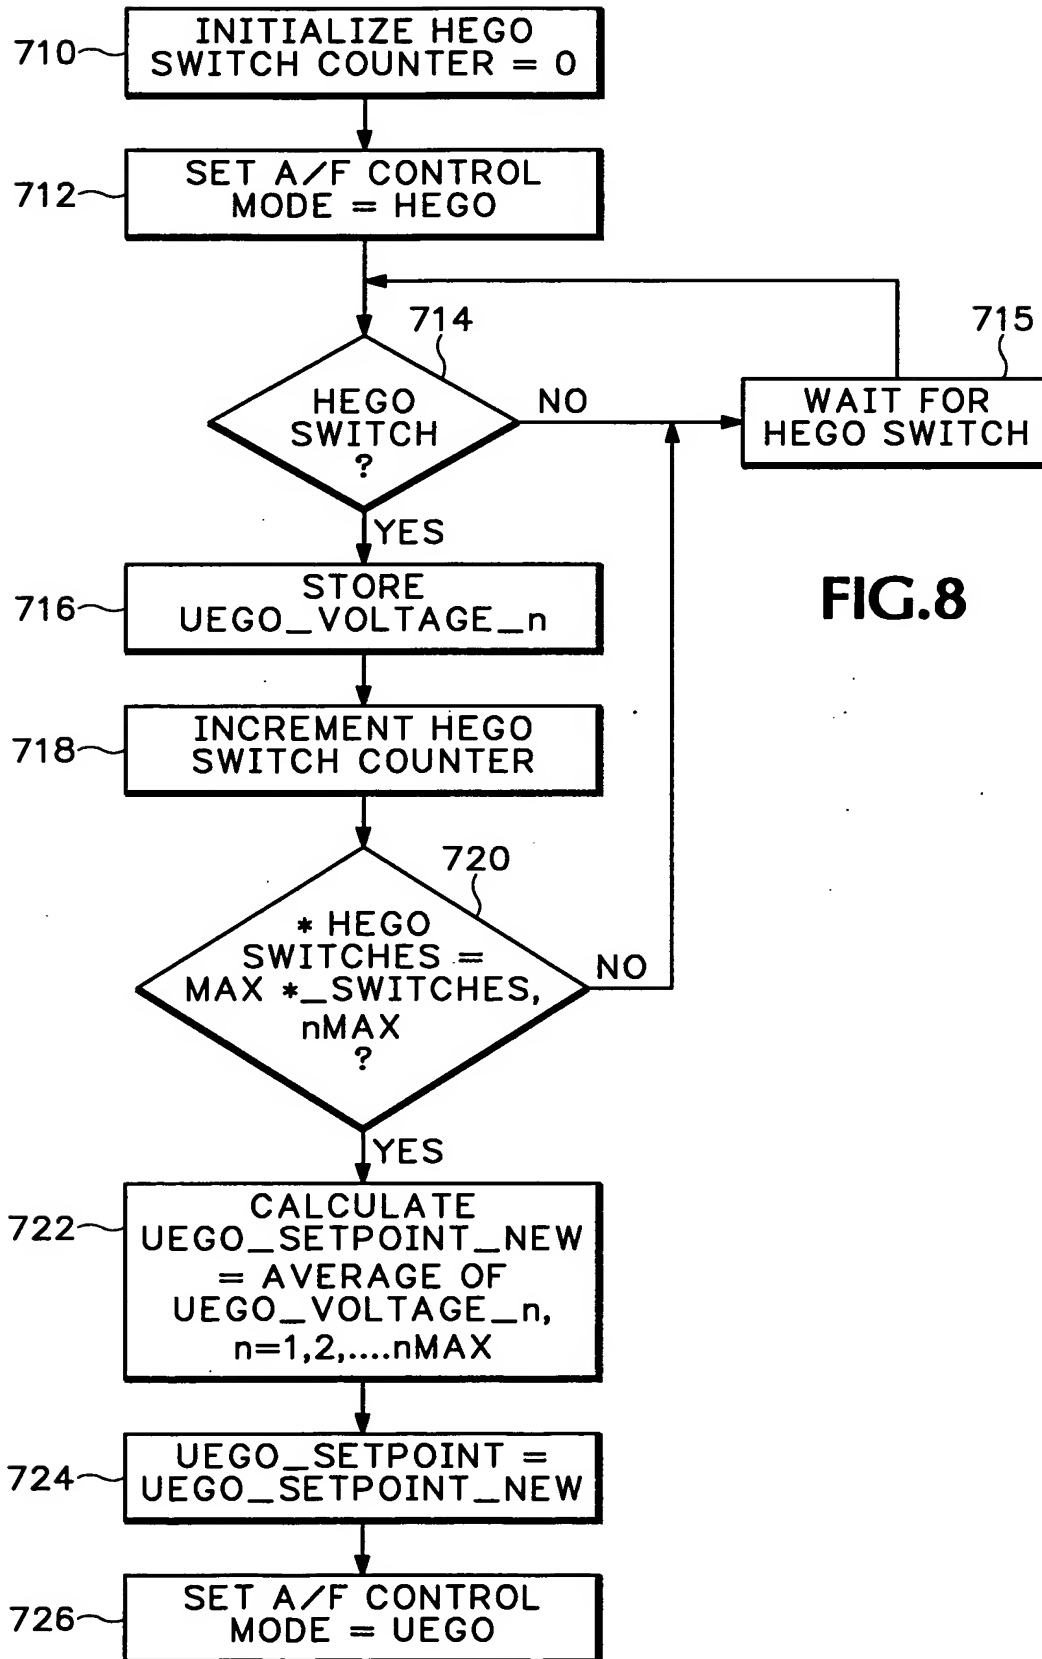 710
INITIALIZE HEGO
SWITCH COUNTER = 0
712
SET A/F CONTROL
MODE = HEGO
714
HEGO
SWITCH
?
NO
YES
715
WAIT FOR
HEGO SWITCH
716
STORE
UEGO_VOLTAGE_n
FIG.8
718
INCREMENT HEGO
SWITCH COUNTER
720
* HEGO
SWITCHES =
MAX *_SWITCHES,
nMAX
?
NO
YES
722
CALCULATE
UEGO_SETPOINT_NEW
= AVERAGE OF
UEGO_VOLTAGE_n,
n=1,2,....nMAX
724
UEGO_SETPOINT =
UEGO_SETPOINT_NEW
726
SET A/F CONTROL
MODE = UEGO